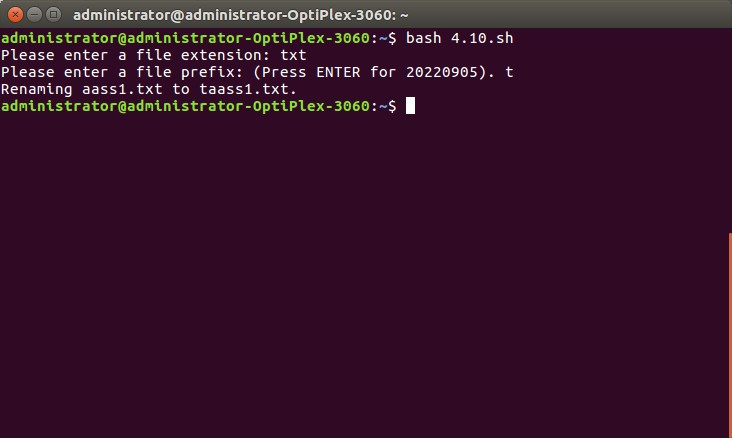 administrator@administrator-OptiPlex-3060: ~
administrator@administrator-OptiPlex-3060:~$ bash 4.10.sh
Please enter a file extension: txt
Please enter a file prefix: (Press ENTER for 20220905). t
Renaming aass1.txt to taass1.txt.
administrator@administrator-OptiPlex-3060:~$